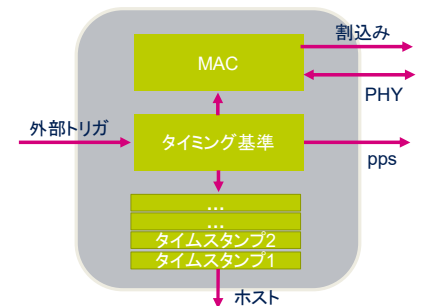 割込み
MAC
PHY
外部トリガ
タイミング基準
pps
...
...
タイムスタンプ2
タイムスタンプ1
ホスト